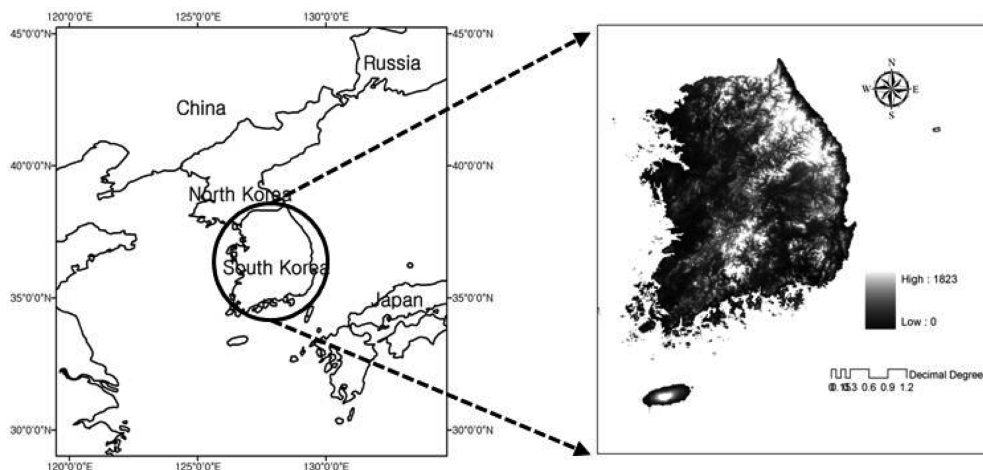 120°0'0"E 125°0'0"E 130°0'0"E
45°0'0"N 45°0'0"N
Russia
China
40°0'0"N 40°0'0"N
North Korea
South Korea
35°0'0"N 35°0'0"N
Japan
30°0'0"N 30°0'0"N
120°0'0"E 125°0'0"E 130°0'0"E
N
W E
S
High : 1823
Low : 0
Decimal Degree
0.6 0.9 1.2